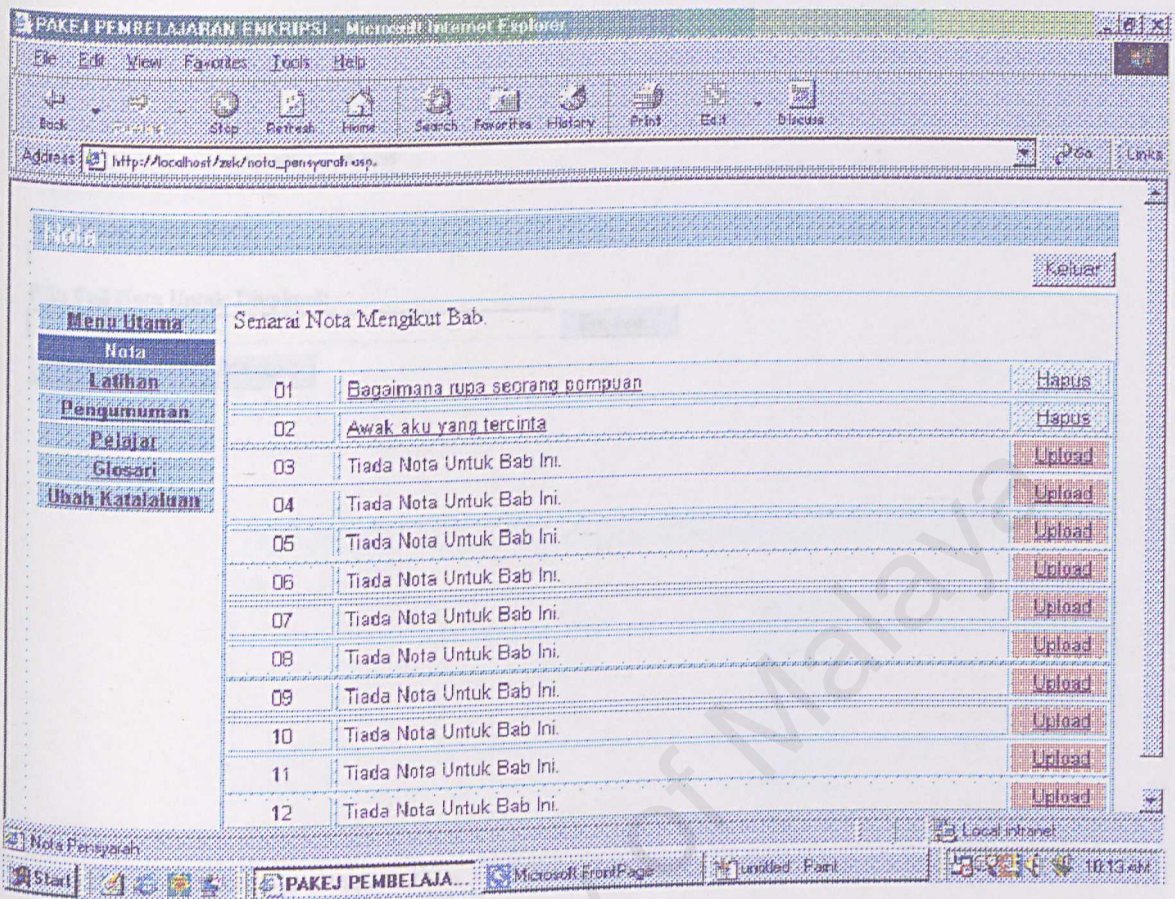 PAKEJ PEMBELAJARAN ENKRIPSI - Microsoft Internet Explorer
File Edit View Favorites Tools Help
Back Stop Refresh Home Search Favorites History Print Edit Discuss
Address http://localhost/zek/nota_pensyarah.asp Go Links
Nota
Keluar
Menu Utama
Nota
Latihan
Pengumuman
Pelajar
Glosari
Ubah Katalaluan
Senarai Nota Mengikut Bab.
01 Bagaimana rupa seorang pompuan Hapus
02 Awak aku yang tercinta Hapus
03 Tiada Nota Untuk Bab Ini. Upload
04 Tiada Nota Untuk Bab Ini. Upload
05 Tiada Nota Untuk Bab Ini. Upload
06 Tiada Nota Untuk Bab Ini. Upload
07 Tiada Nota Untuk Bab Ini. Upload
08 Tiada Nota Untuk Bab Ini. Upload
09 Tiada Nota Untuk Bab Ini. Upload
10 Tiada Nota Untuk Bab Ini. Upload
11 Tiada Nota Untuk Bab Ini. Upload
12 Tiada Nota Untuk Bab Ini. Upload
Nota Pensyarah Local intranet
Start PAKEJ PEMBELAJA... Microsoft FrontPage untitled - Paint 10:13 AM
of Malaya